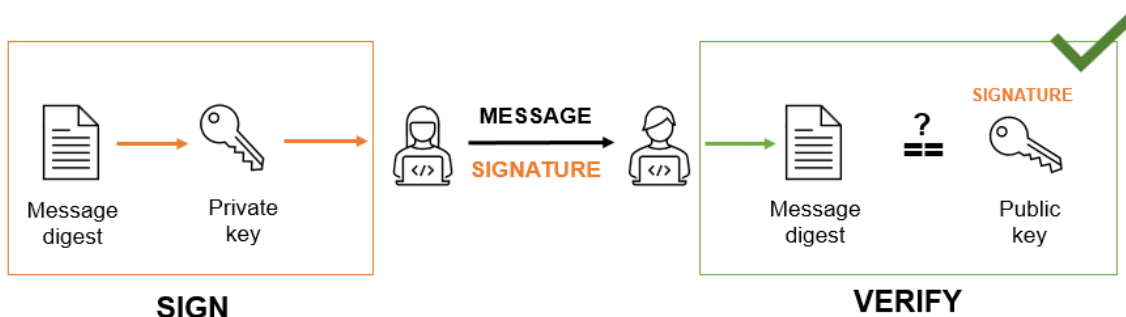 Message
digest
Private
key
SIGN
</>
MESSAGE
SIGNATURE
</>
Message
digest
?
==
SIGNATURE
Public
key
VERIFY